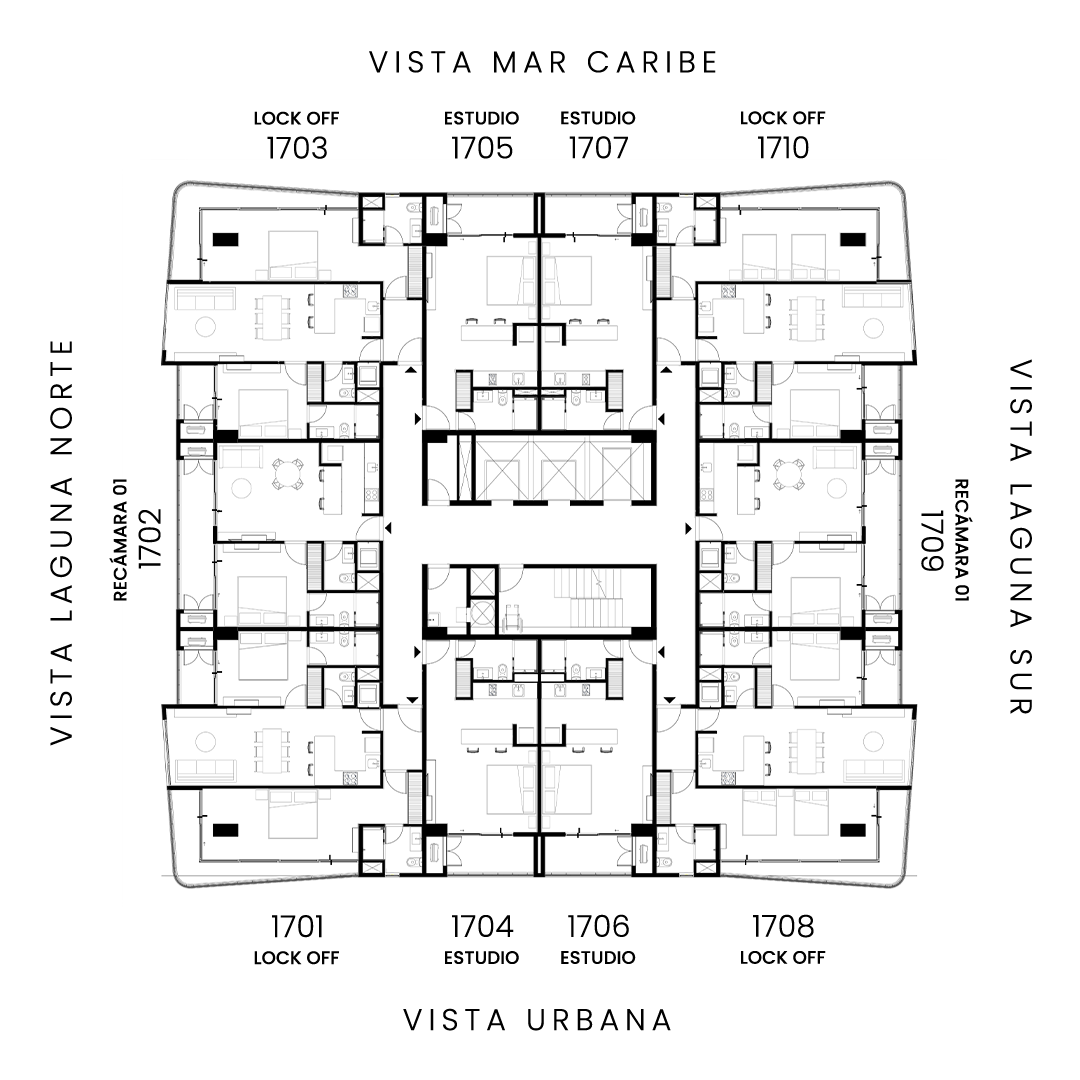 VISTA MAR CARIBE
LOCK OFF
1703
ESTUDIO
1705
ESTUDIO
1707
LOCK OFF
1710
VISTA LAGUNA NORTE
RECÁMARA 01
1702
RECÁMARA 01
1709
VISTA LAGUNA SUR
1701
LOCK OFF
1704
ESTUDIO
1706
ESTUDIO
1708
LOCK OFF
VISTA URBANA